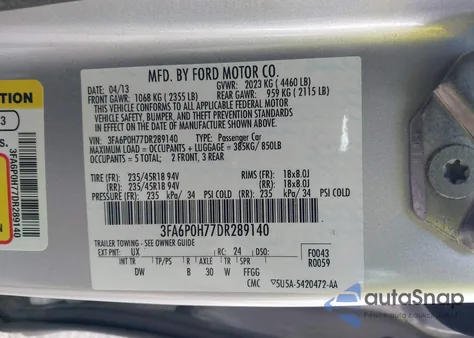 MFD. BY FORD MOTOR CO.
DATE: 04/13 GVWR: 2023 KG ( 4460 LB)
FRONT GAWR: 1068 KG ( 2355 LB) REAR GAWR: 959 KG ( 2115 LB)
THIS VEHICLE CONFORMS TO ALL APPLICABLE FEDERAL MOTOR
VEHICLE SAFETY, BUMPER, AND THEFT PREVENTION STANDARDS
IN EFFECT ON THE DATE OF MANUFACTURE SHOWN ABOVE.
VIN: 3FA6P0H77DR289140 TYPE: Passenger Car
MAXIMUM LOAD = OCCUPANTS + LUGGAGE = 385KG/ 850LB
OCCUPANTS = 5 TOTAL; 2 FRONT, 3 REAR
TIRE (FR): 235/45R18 94V RIMS (FR): 18x8.0J
(RR): 235/45R18 94V (RR): 18x8.0J
PRESSURE (FR): 235 kPa/ 34 PSI COLD (RR): 235 kPa/ 34 PSI COLD
3FA6P0H77DR289140
TRAILER TOWING - SEE OWNER GUIDE
EXT PNT: UX RC: 24 DSO: F0043
R0059
INT TR TP/PS R AXLE TR SPR
DW B 30 W FFGG
CMC 5U5A-5420472-AA
TION
3
s.
3FA6P0H77DR289140
autoSnap